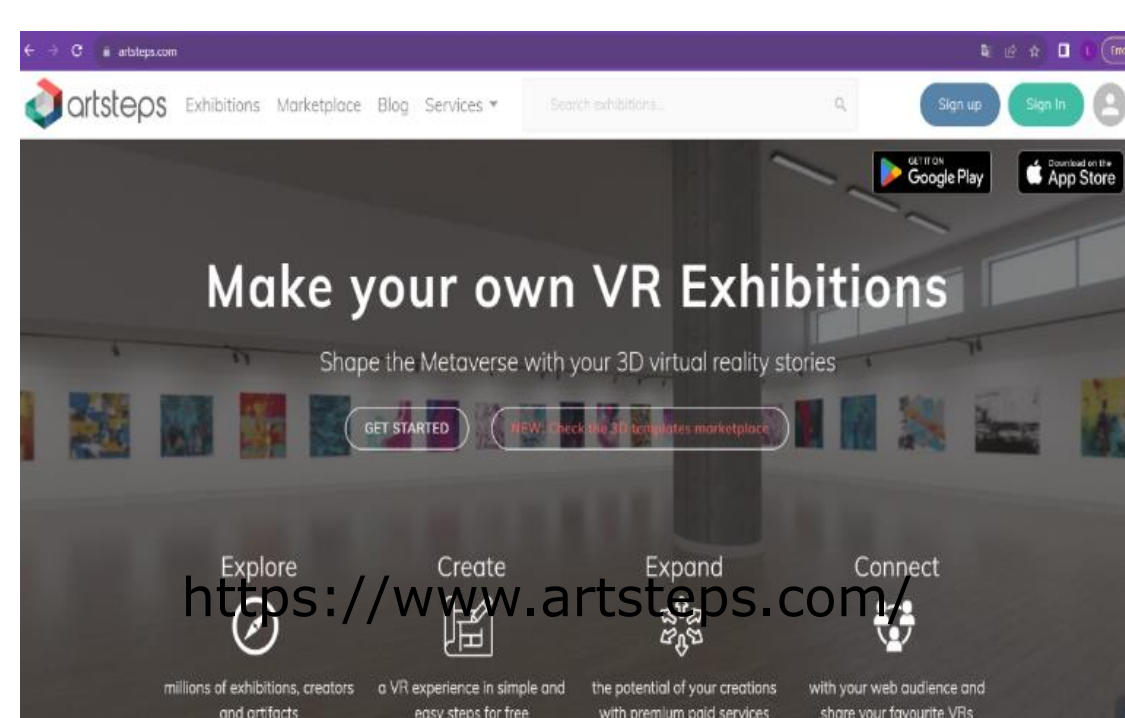 artsteps.com
artsteps Exhibitions Marketplace Blog Services Search exhibitions... Sign up Sign In
GET IT ON Google Play Download on the App Store
Make your own VR Exhibitions
Shape the Metaverse with your 3D virtual reality stories
GET STARTED NEW: Check the 3D templates marketplace
Explore Create Expand Connect
https://www.artsteps.com/
millions of exhibitions, creators a VR experience in simple and the potential of your creations with your web audience and
and artifacts easy steps for free with premium paid services share your favourite VRs